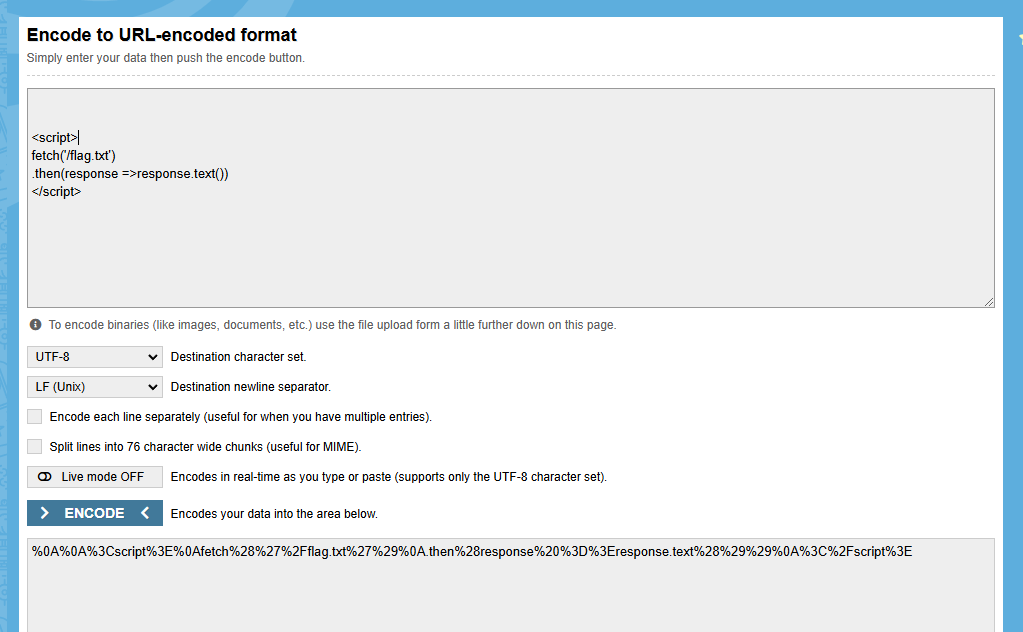 Encode to URL-encoded format
Simply enter your data then push the encode button.
<script>
fetch('/flag.txt')
.then(response =>response.text())
</script>
To encode binaries (like images, documents, etc.) use the file upload form a little further down on this page.
UTF-8 Destination character set.
LF (Unix) Destination newline separator.
Encode each line separately (useful for when you have multiple entries).
Split lines into 76 character wide chunks (useful for MIME).
Live mode OFF Encodes in real-time as you type or paste (supports only the UTF-8 character set).
> ENCODE < Encodes your data into the area below.
%0A%0A%3Cscript%3E%0Afetch%28%27%2Fflag.txt%27%29%0A.then%28response%20%3D%3Eresponse.text%28%29%29%0A%3C%2Fscript%3E